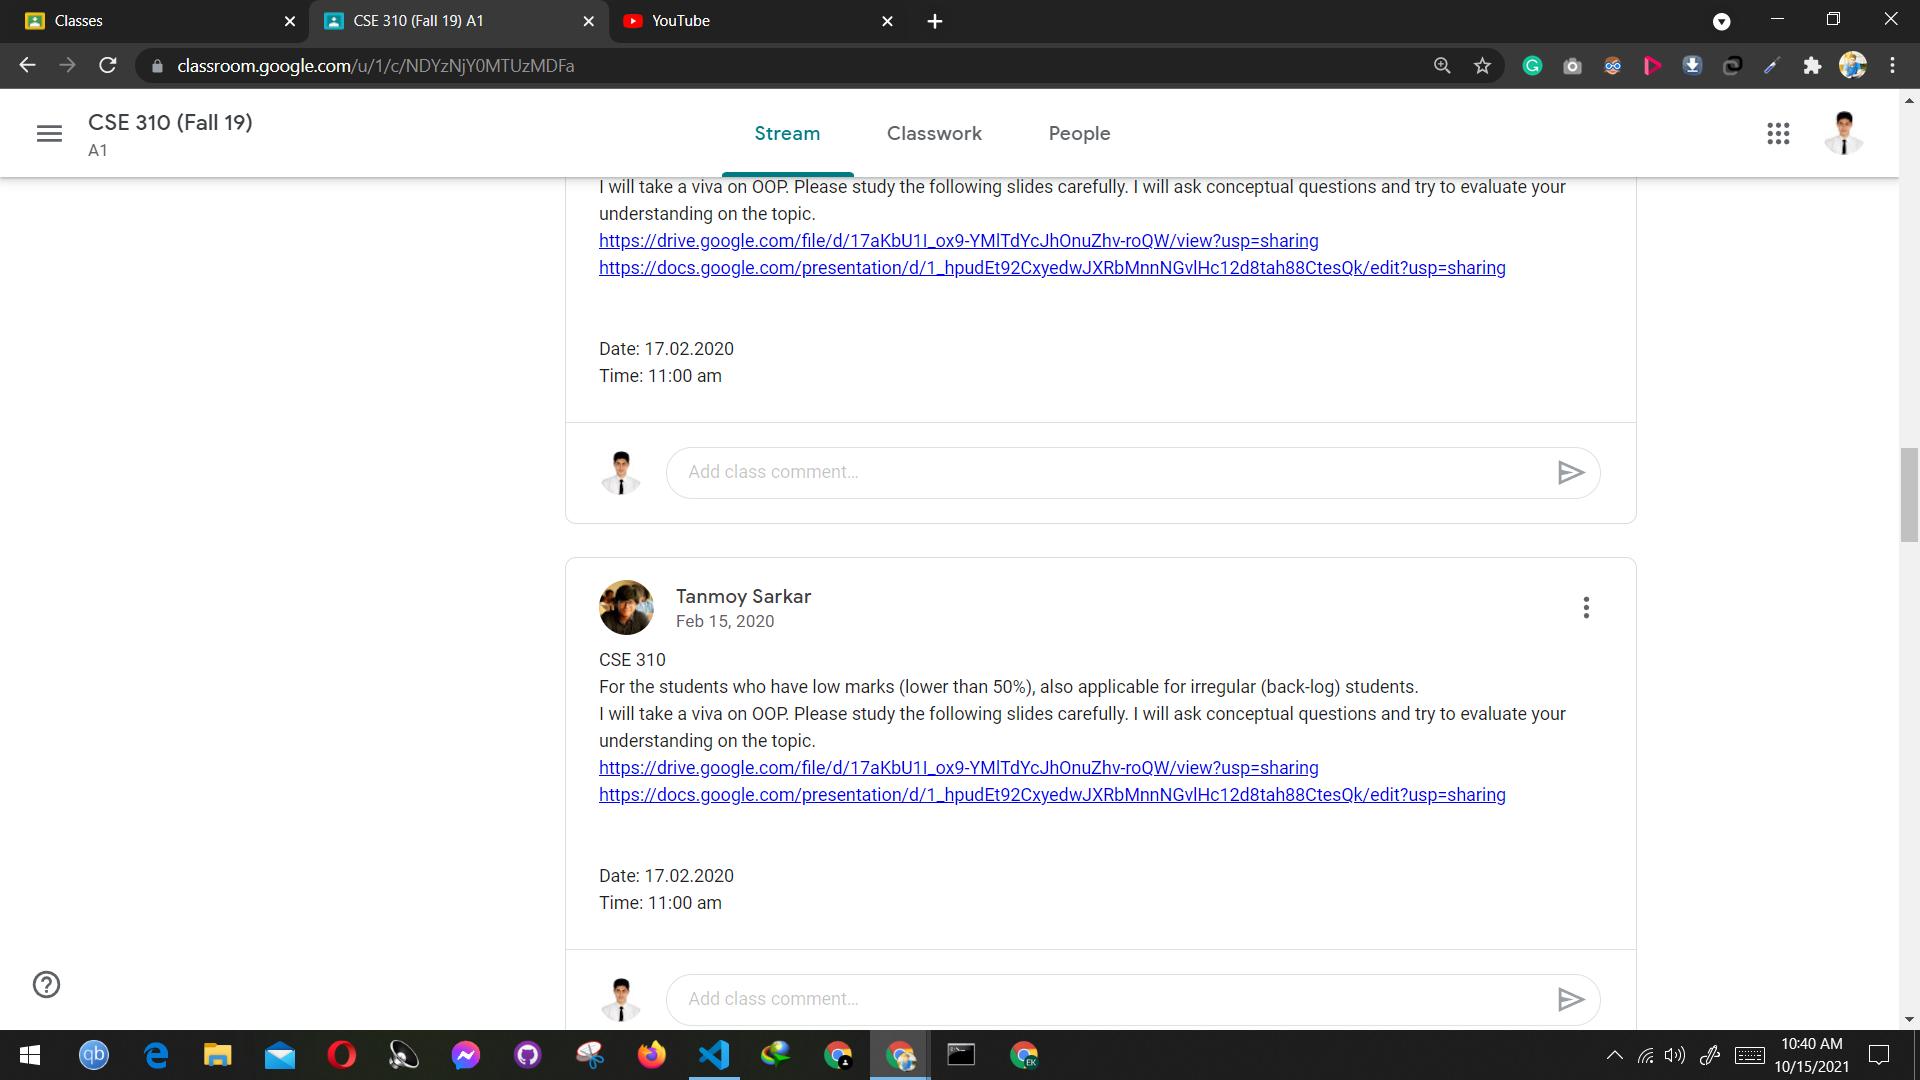 Classes
CSE 310 (Fall 19) A1
YouTube
classroom.google.com/u/1/c/NDYzNjY0MTUzMDFa
CSE 310 (Fall 19)
A1
Stream
Classwork
People
I will take a viva on OOP. Please study the following slides carefully. I will ask conceptual questions and try to evaluate your
understanding on the topic.
https://drive.google.com/file/d/17aKbU1I_ox9-YMlTdYcJhOnuZhv-roQW/view?usp=sharing
https://docs.google.com/presentation/d/1_hpudEt92CxyedwJXRbMnnNGvlHc12d8tah88CtesQk/edit?usp=sharing
Date: 17.02.2020
Time: 11:00 am
Add class comment...
Tanmoy Sarkar
Feb 15, 2020
CSE 310
For the students who have low marks (lower than 50%), also applicable for irregular (back-log) students.
I will take a viva on OOP. Please study the following slides carefully. I will ask conceptual questions and try to evaluate your
understanding on the topic.
https://drive.google.com/file/d/17aKbU1I_ox9-YMlTdYcJhOnuZhv-roQW/view?usp=sharing
https://docs.google.com/presentation/d/1_hpudEt92CxyedwJXRbMnnNGvlHc12d8tah88CtesQk/edit?usp=sharing
Date: 17.02.2020
Time: 11:00 am
Add class comment...
qb
EK
10:40 AM
10/15/2021